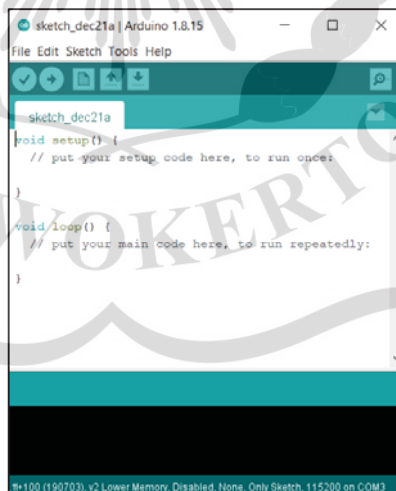 sketch_dec21a | Arduino 1.8.15
File Edit Sketch Tools Help
sketch_dec21a
void setup() {
// put your setup code here, to run once:
}
void loop() {
// put your main code here, to run repeatedly:
}
(190703), v2 Lower Memory, Disabled, None, Only Sketch, 115200 on COM3